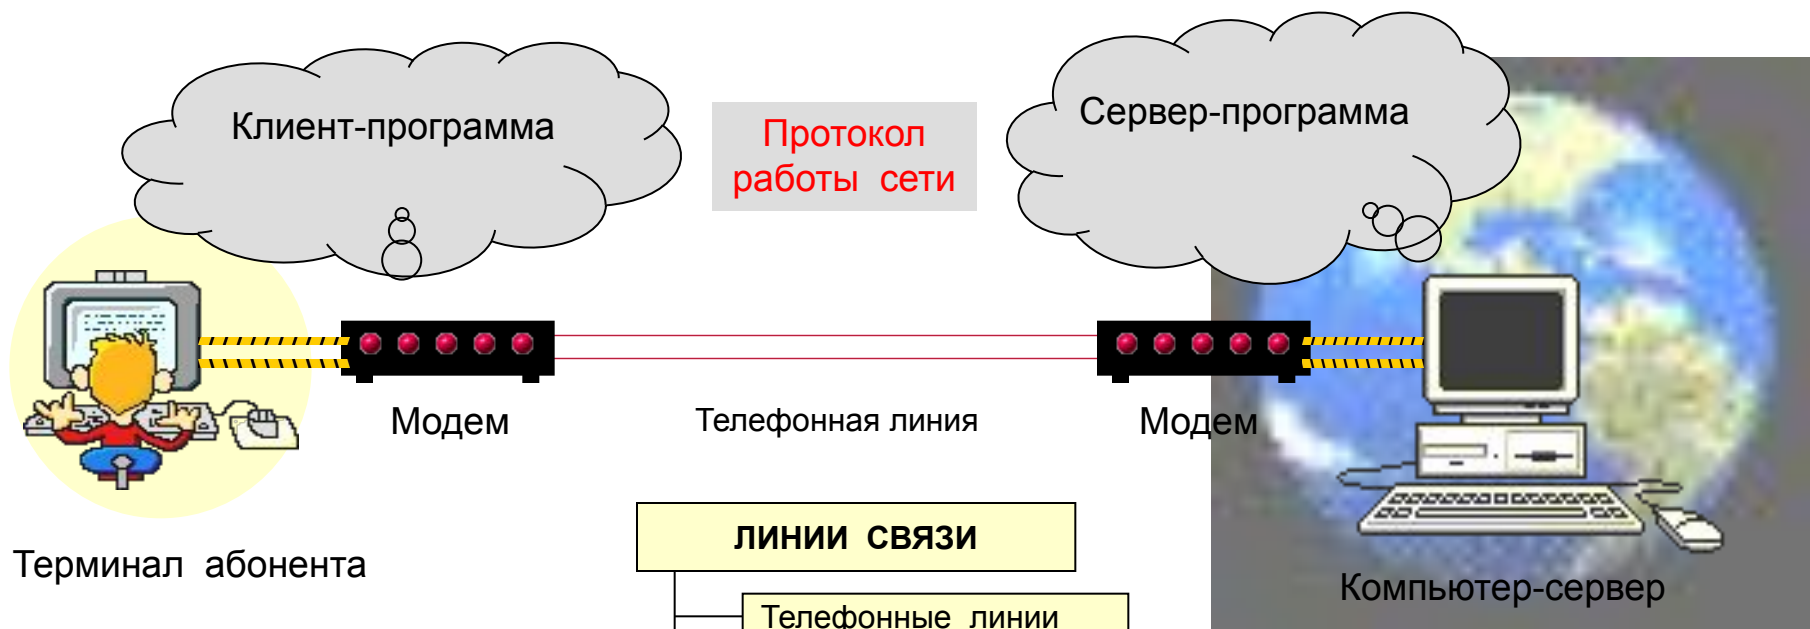 Клиент-программа
Протокол
работы сети
Сервер-программа
Модем
Телефонная линия
Модем
Терминал абонента
ЛИНИИ СВЯЗИ
Телефонные линии
Компьютер-сервер